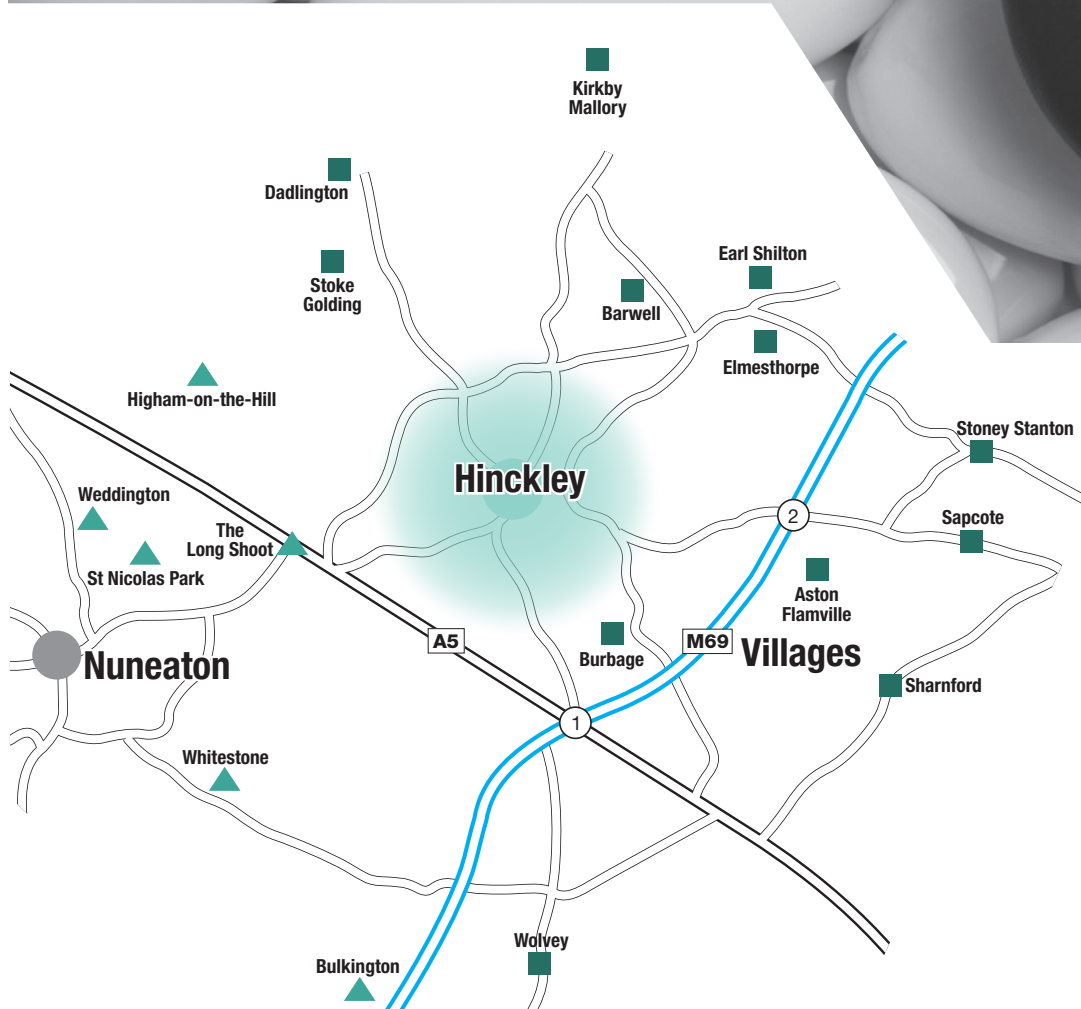 Kirkby
Mallory
Dadlington
Earl Shilton
Stoke
Golding
Barwell
Elmesthorpe
Higham-on-the-Hill
Stoney Stanton
Hinckley
Weddington
2
Sapcote
The
Long Shoot
St Nicolas Park
Aston
Flamville
A5
M69
Villages
Burbage
Nuneaton
Sharnford
1
Whitestone
Wolvey
Bulkington